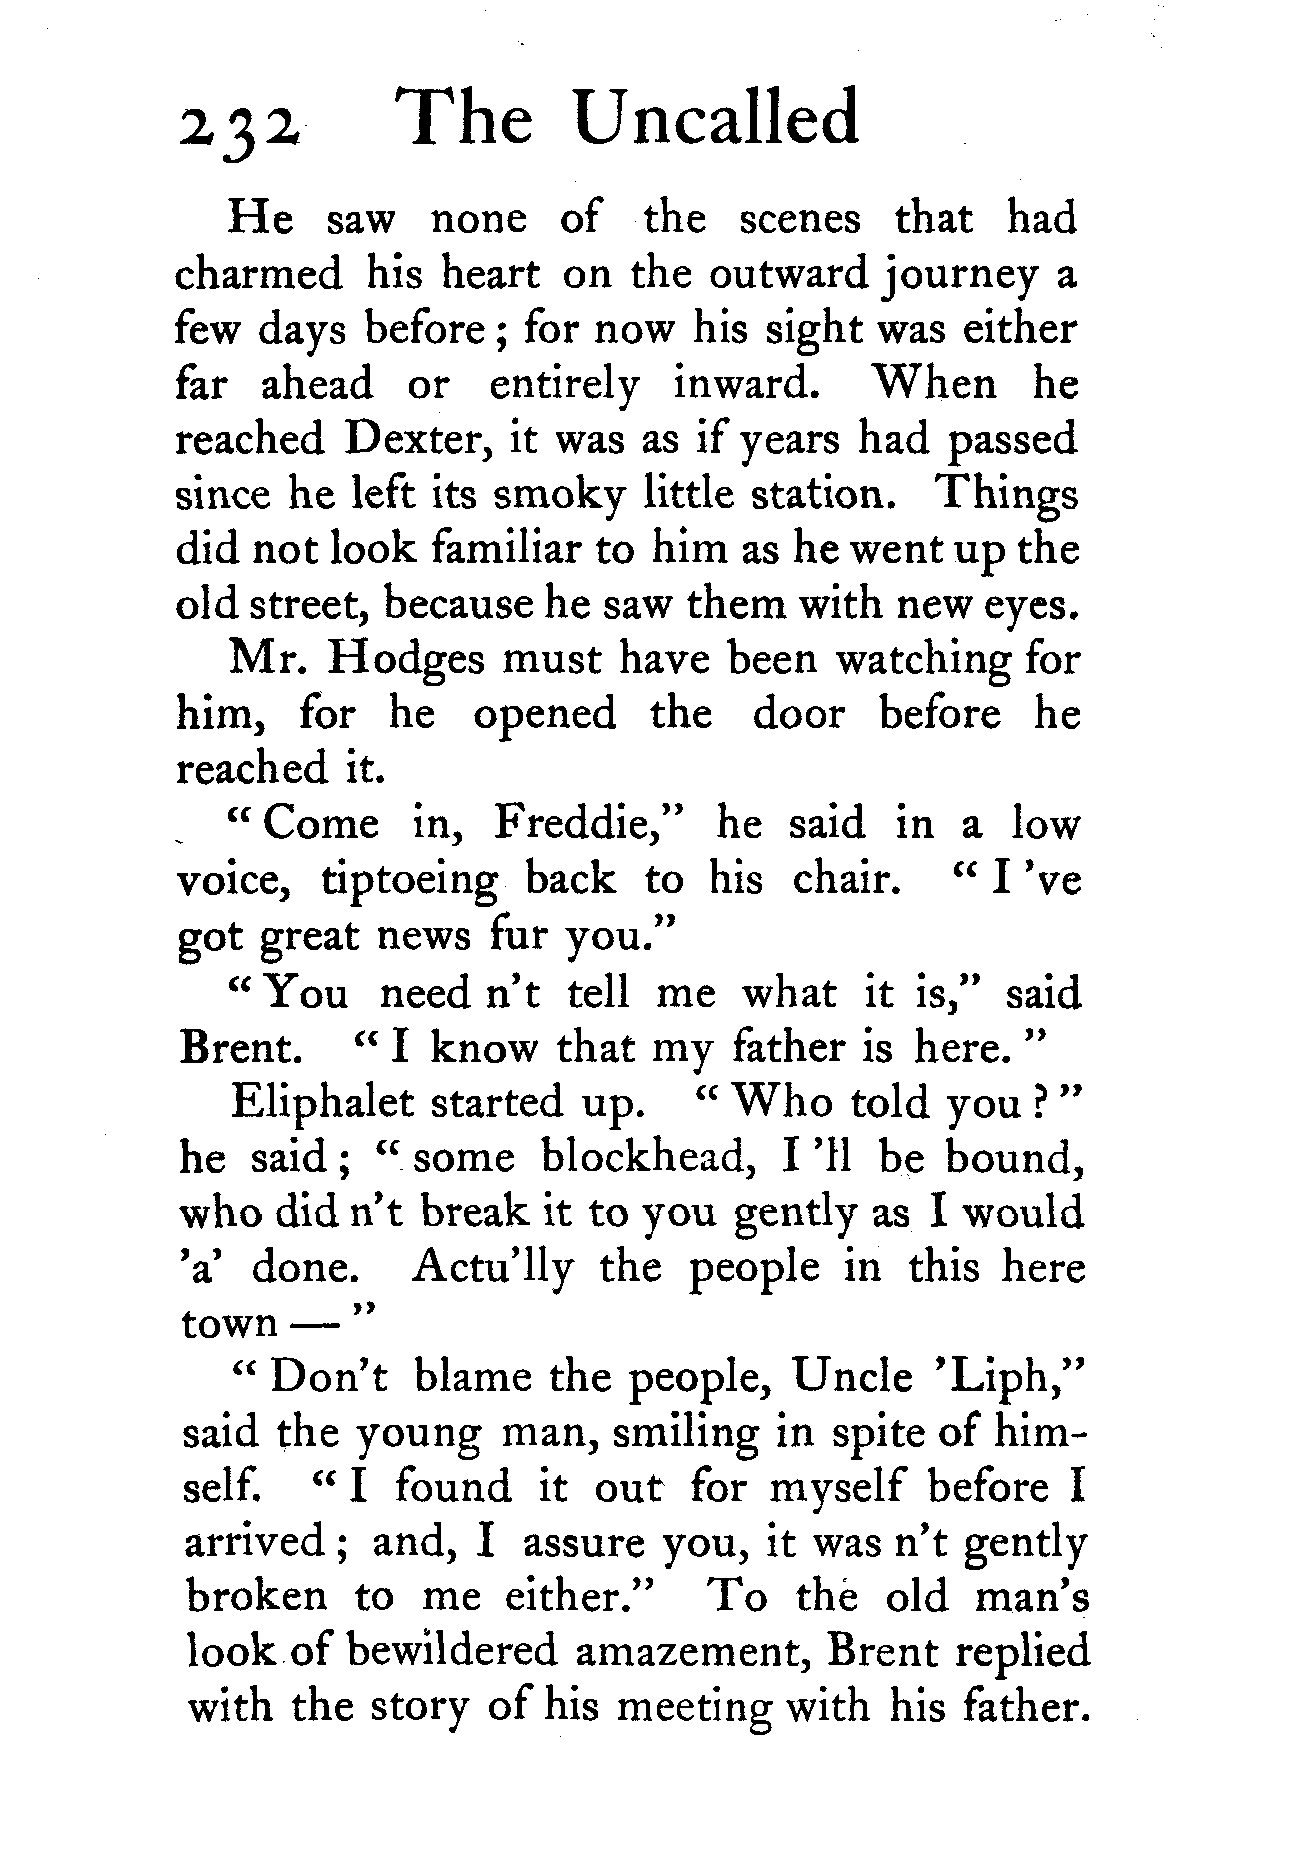 232 The Uncalled
He saw none of the scenes that had
charmed his heart on the outward journey a
few days before ; for now his sight was either
far ahead or entirely inward. When he
reached Dexter, it was as if years had passed
since he left its smoky little station. Things
did not look familiar to him as he went up the
old street, because he saw them with new eyes.
Mr. Hodges must have been watching for
him, for he opened the door before he
reached it.
“ Come in, Freddie,” he said in a low
voice, tiptoeing back to his chair. “ I ’ve
got great news fur you.”
“ You need n’t tell me what it is,” said
Brent. “ I know that my father is here. ”
Eliphalet started up. “ Who told you ? ”
he said ; “ some blockhead, I ’ll be bound,
who did n’t break it to you gently as I would
’a’ done. Actu’lly the people in this here
town — ”
“ Don’t blame the people, Uncle ’Liph,”
said the young man, smiling in spite of him-
self. “ I found it out for myself before I
arrived ; and, I assure you, it was n’t gently
broken to me either.” To the old man’s
look of bewildered amazement, Brent replied
with the story of his meeting with his father.